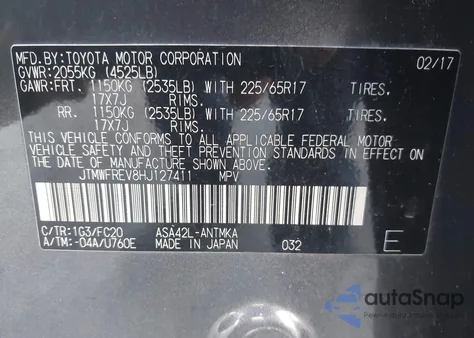 MFD.BY:TOYOTA MOTOR CORPORATION 02/17
GVWR:2055KG (4525LB)
GAWR:FRT. 1150KG (2535LB) WITH 225/65R17 TIRES.
17X7J RIMS.
RR. 1150KG (2535LB) WITH 225/65R17 TIRES.
17X7J RIMS.
THIS VEHICLE CONFORMS TO ALL APPLICABLE FEDERAL MOTOR
VEHICLE SAFETY AND THEFT PREVENTION STANDARDS IN EFFECT
ON THE DATE OF MANUFACTURE SHOWN ABOVE.
JTMWFREV8HJ127411 MPV
C/TR:1G3/FC20 ASA42L-ANTMKA
A/TM:-04A/U760E MADE IN JAPAN 032 E
autoSnap